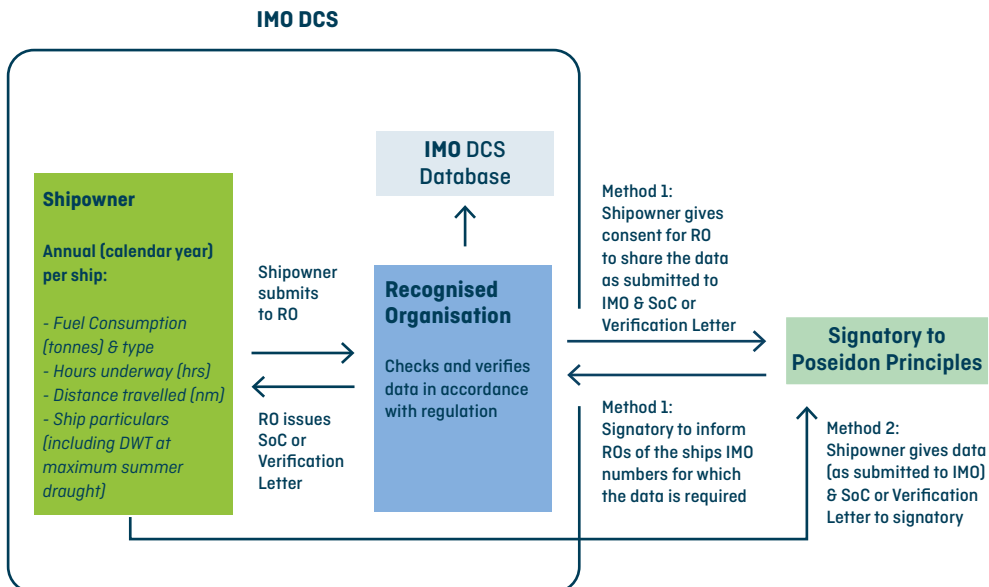 IMO DCS
Shipowner
Annual (calendar year)
per ship:
- Fuel Consumption
(tonnes) & type
- Hours underway (hrs)
- Distance travelled (nm)
- Ship particulars
(including DWT at
maximum summer
draught)
Shipowner
submits
to RO
RO issues
SoC or
Verification
Letter
IMO DCS
Database
Recognised
Organisation
Checks and verifies
data in accordance
with regulation
Method 1:
Shipowner gives
consent for RO
to share the data
as submitted to
IMO & SoC or
Verification Letter
Method 1:
Signatory to inform
ROs of the ships IMO
numbers for which
the data is required
Signatory to
Poseidon Principles
Method 2:
Shipowner gives data
(as submitted to IMO)
& SoC or Verification
Letter to signatory